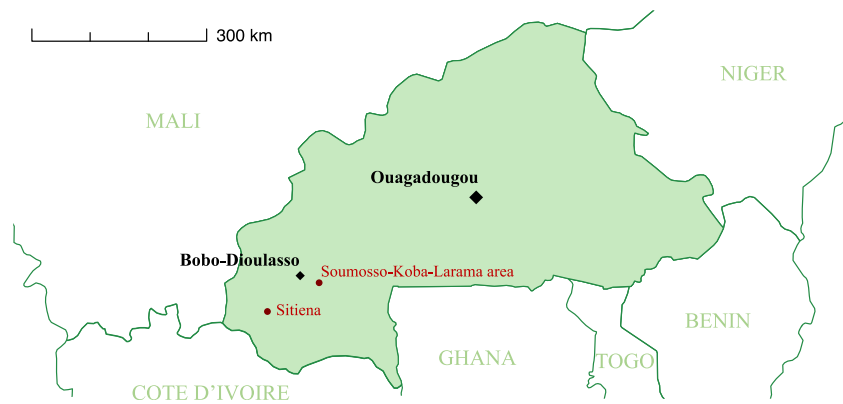 300 km
NIGER
MALI
Ouagadougou
Bobo-Dioulasso
Soumosso-Koba-Larama area
Sitiena
BENIN
GHANA
TOGO
COTE D'IVOIRE